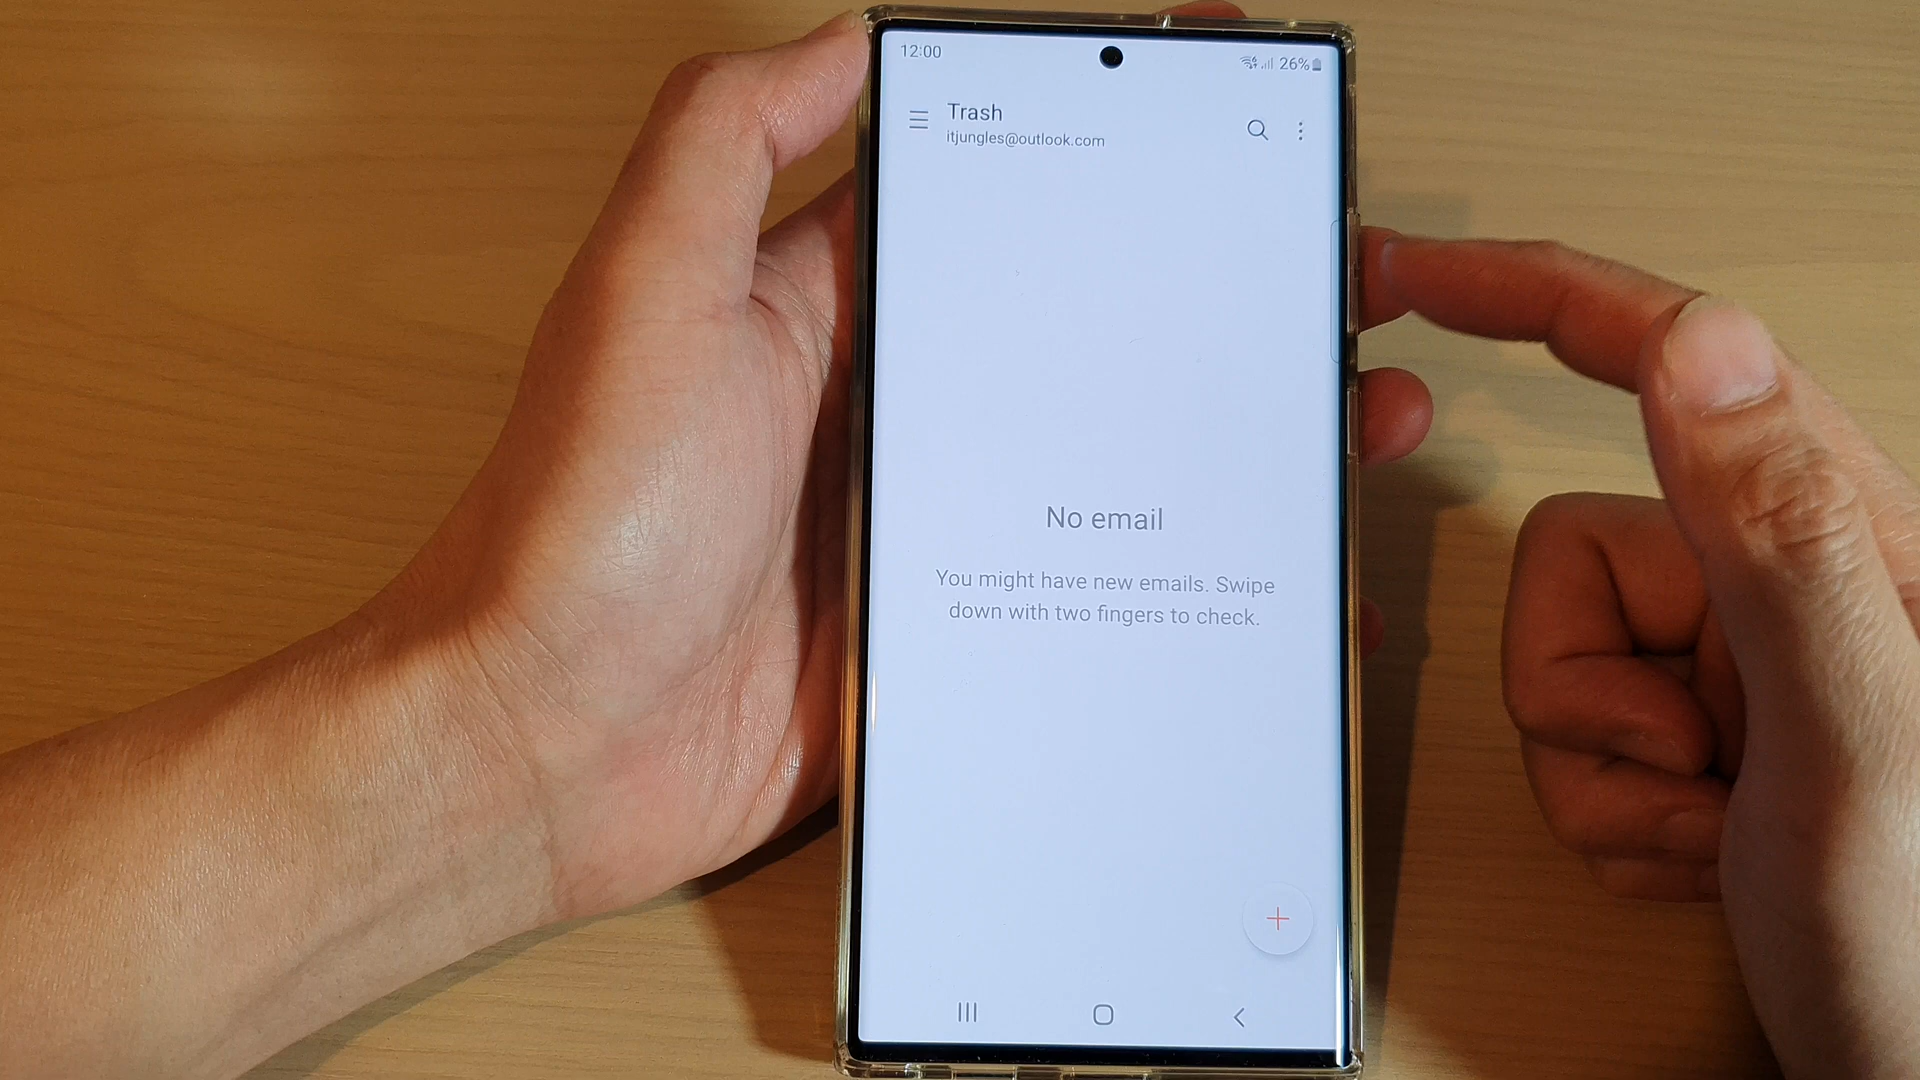 12:00
26%
Trash
itjungles@outlook.com
No email
You might have new emails. Swipe
down with two fingers to check.